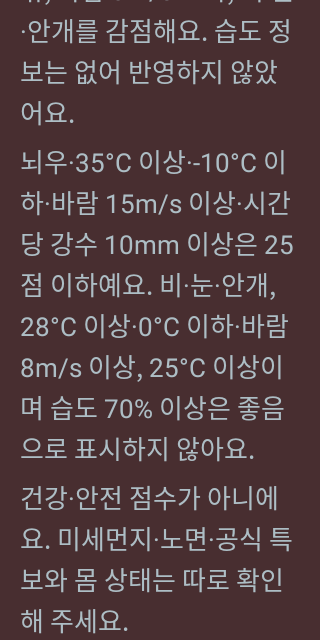 ·안개를 감점해요. 습도 정
보는 없어 반영하지 않았
어요.
뇌우·35°C 이상·-10°C 이
하·바람 15m/s 이상·시간
당 강수 10mm 이상은 25
점 이하예요. 비·눈·안개,
28°C 이상·0°C 이하·바람
8m/s 이상, 25°C 이상이
며 습도 70% 이상은 좋음
으로 표시하지 않아요.
건강·안전 점수가 아니에
요. 미세먼지·노면·공식 특
보와 몸 상태는 따로 확인
해 주세요.